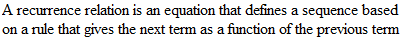 A recurrence relation is an equation that defines a sequence based
on a rule that gives the next term as a function of the previous term